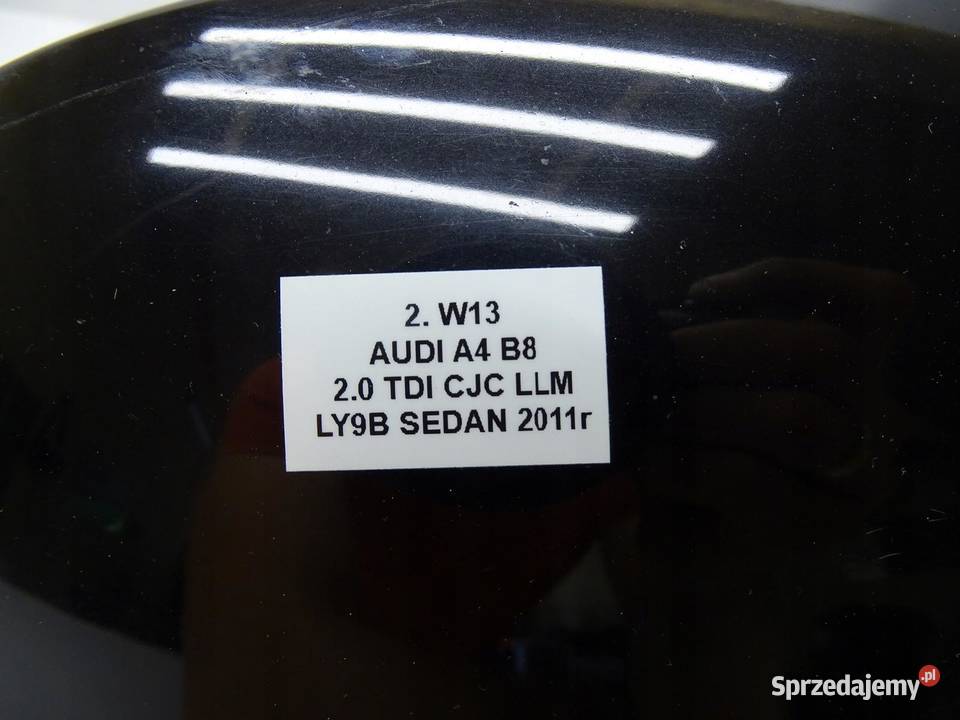 2. W13
AUDI A4 B8
2.0 TDI CJC LLM
LY9B SEDAN 2011r
Sprzedajemy.pl